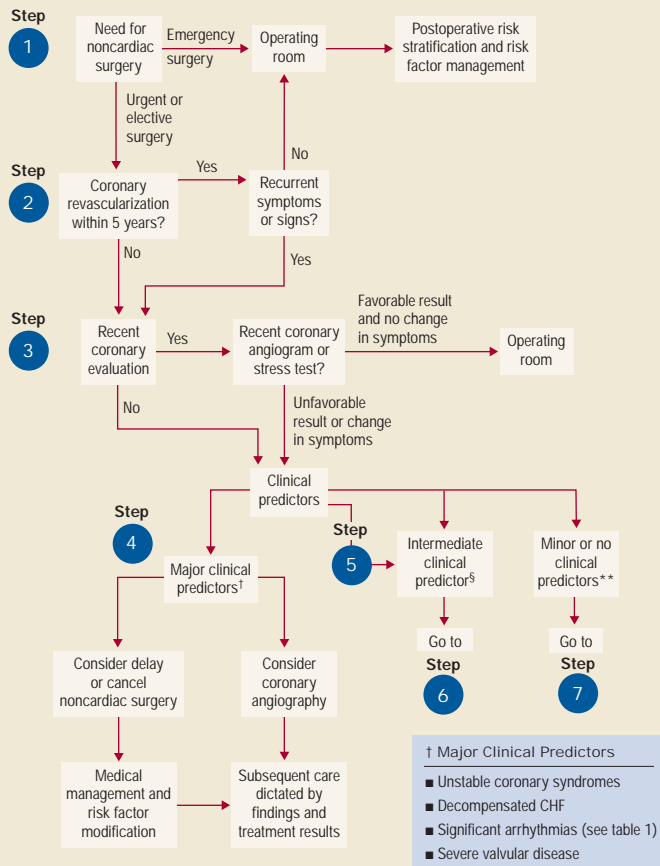 Step
1
Need for
noncardiac
surgery
Emergency
surgery
Operating
room
Postoperative risk
stratification and risk
factor management
Urgent or
elective
surgery
No
Step
2
Coronary
revascularization
within 5 years?
Yes
Recurrent
symptoms
or signs?
No
Yes
Step
3
Recent
coronary
evaluation
Yes
Recent coronary
angiogram or
stress test?
Favorable result
and no change
in symptoms
Operating
room
No
Unfavorable
result or change
in symptoms
Clinical
predictors
Step
4
Major clinical
predictors†
Step
5
Intermediate
clinical
predictor§
Minor or no
clinical
predictors**
Go to
Step
6
Go to
Step
7
Consider delay
or cancel
noncardiac surgery
Consider
coronary
angiography
Medical
management and
risk factor
modification
Subsequent care
dictated by
findings and
treatment results
† Major Clinical Predictors
■ Unstable coronary syndromes
■ Decompensated CHF
■ Significant arrhythmias (see table 1)
■ Severe valvular disease